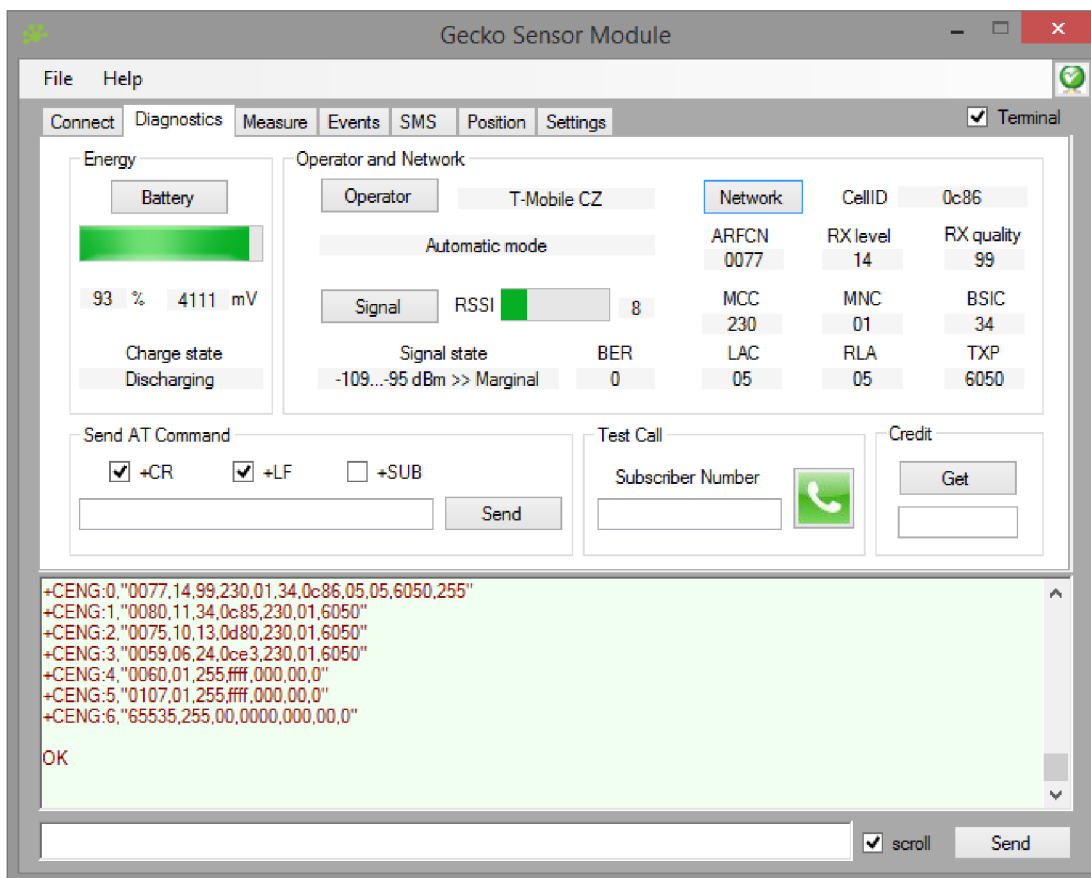 Gecko Sensor Module
File Help
Connect Diagnostics Measure Events SMS Position Settings Terminal
Energy
Battery
93 % 4111 mV
Charge state
Discharging
Operator and Network
Operator T-Mobile CZ
Automatic mode
Signal RSSI 8
Signal state BER
-109...-95 dBm >> Marginal 0
Network CellID 0c86
ARFCN RX level RX quality
0077 14 99
MCC MNC BSIC
230 01 34
LAC RLA TXP
05 05 6050
Send AT Command
+CR +LF +SUB
Send
Test Call
Subscriber Number
Credit
Get
+CENG:0,"0077,14,99,230,01,34,0c86,05,05,6050,255"
+CENG:1,"0080,11,34,0c85,230,01,6050"
+CENG:2,"0075,10,13,0d80,230,01,6050"
+CENG:3,"0059,06,24,0ce3,230,01,6050"
+CENG:4,"0060,01,255,ffff,000,00,0"
+CENG:5,"0107,01,255,ffff,000,00,0"
+CENG:6,"65535,255,00,0000,000,00,0"
OK
scroll Send